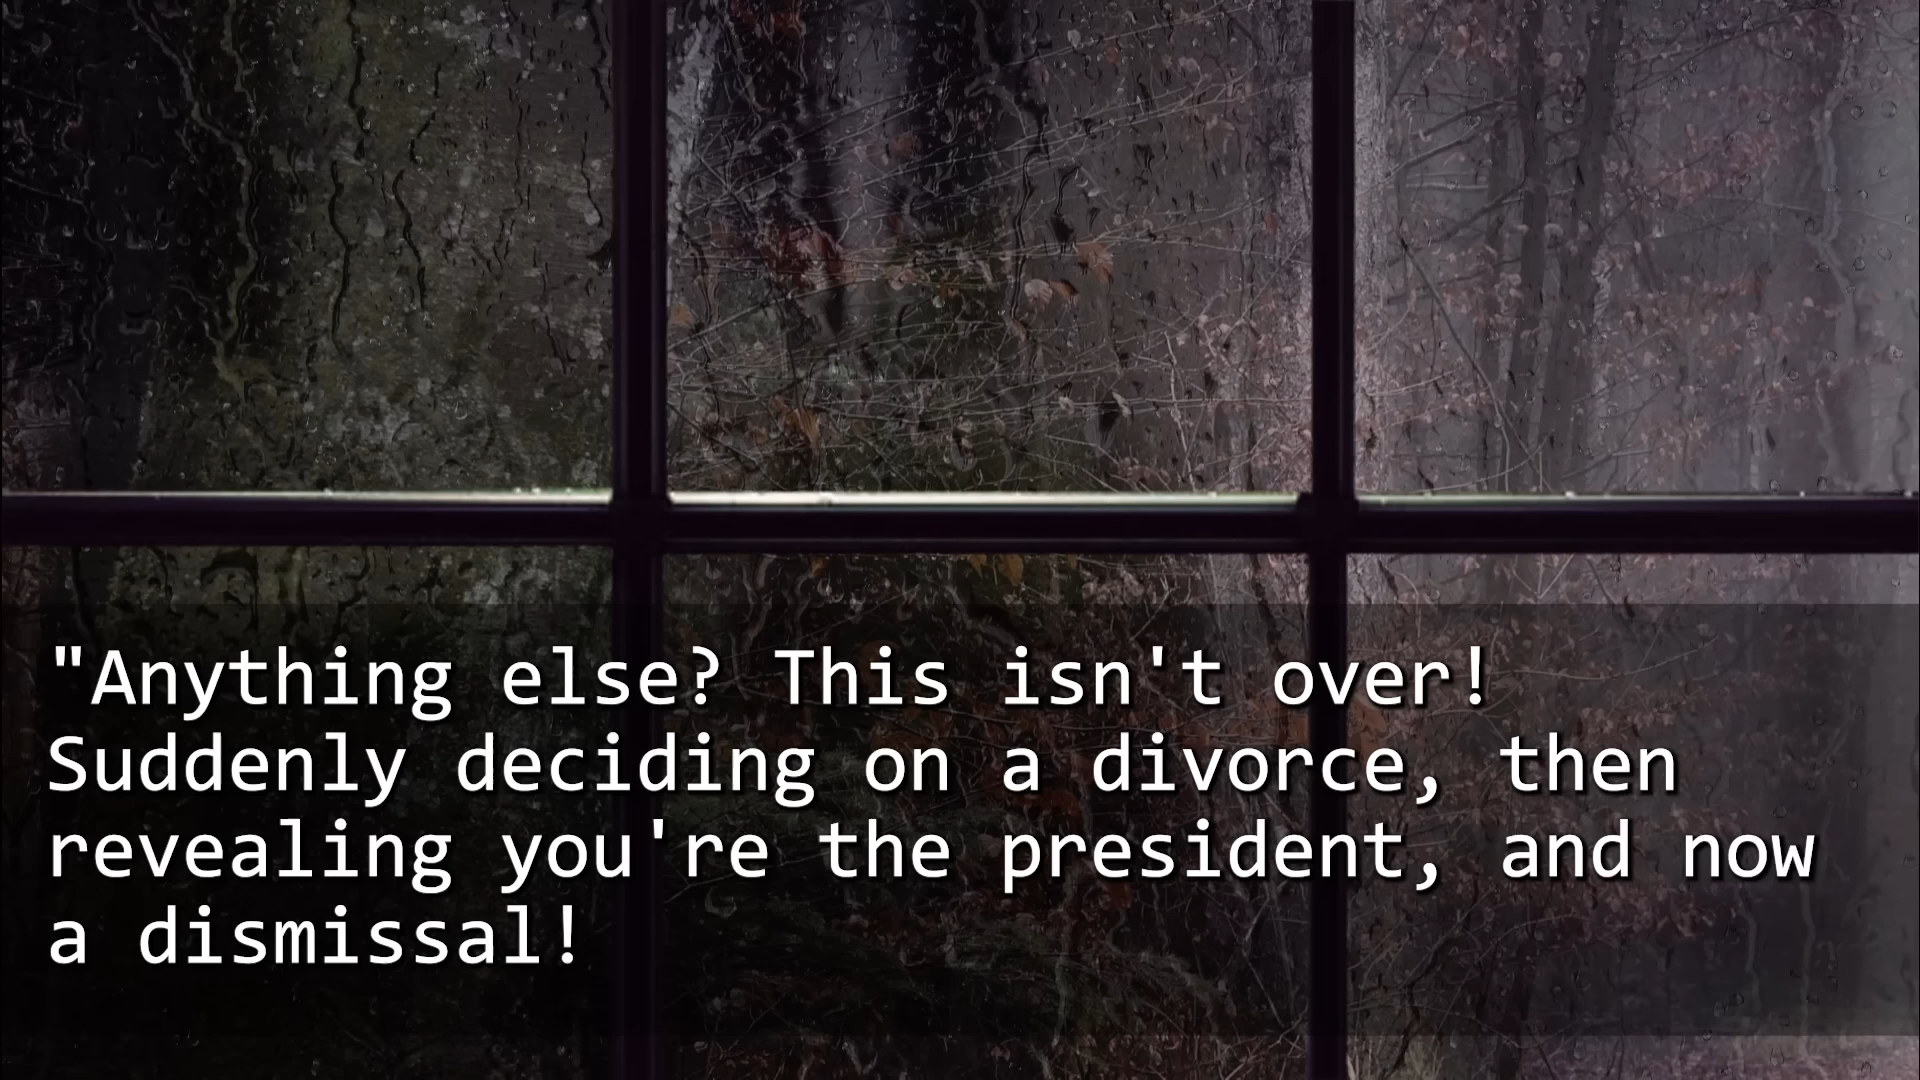 "Anything else? This isn't over!
Suddenly deciding on a divorce, then
revealing you're the president, and now
a dismissal!